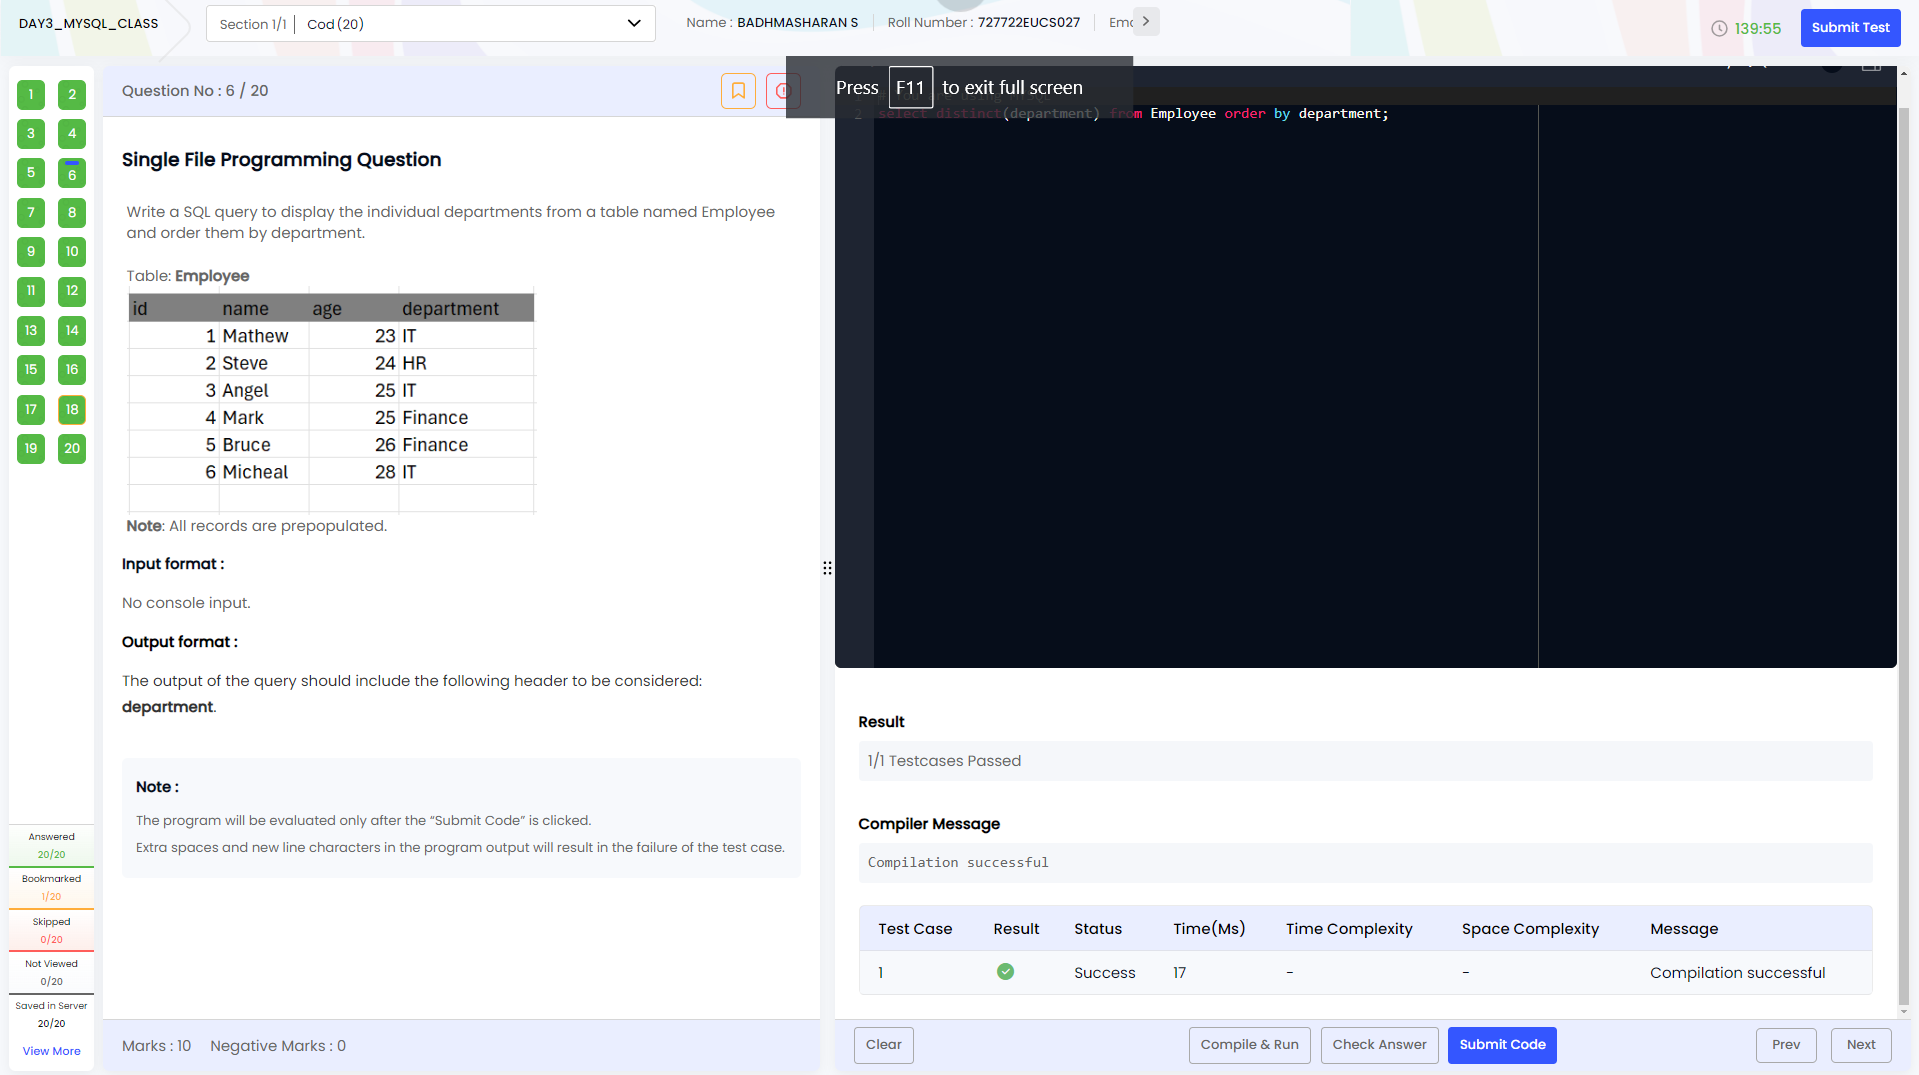 DAY3_MYSQL_CLASS
Section 1/1 | Cod (20)
Name : BADHMASHARAN S
Roll Number : 727722EUCS027
139:55
Submit Test
1 2
3 4
5 6
7 8
9 10
11 12
13 14
15 16
17 18
19 20
Answered
20/20
Bookmarked
1/20
Skipped
0/20
Not Viewed
0/20
Saved in Server
20/20
View More
Question No : 6 / 20
Single File Programming Question
Write a SQL query to display the individual departments from a table named Employee
and order them by department.
Table: Employee
id name age department
1 Mathew 23 IT
2 Steve 24 HR
3 Angel 25 IT
4 Mark 25 Finance
5 Bruce 26 Finance
6 Micheal 28 IT
Note: All records are prepopulated.
Input format :
No console input.
Output format :
The output of the query should include the following header to be considered:
department.
Note :
The program will be evaluated only after the “Submit Code” is clicked.
Extra spaces and new line characters in the program output will result in the failure of the test case.
Marks : 10 Negative Marks : 0
Press F11 to exit full screen
2 select distinct(department) from Employee order by department;
Result
1/1 Testcases Passed
Compiler Message
Compilation successful
Test Case Result Status Time(Ms) Time Complexity Space Complexity Message
1 Success 17 - - Compilation successful
Clear
Compile & Run
Check Answer
Submit Code
Prev
Next